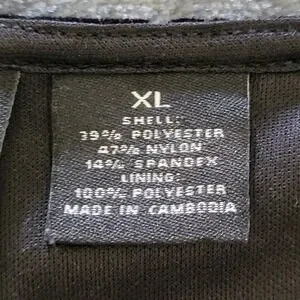 XL
SHELL:
39% POLYESTER
47% NYLON
14% SPANDEX
LINING:
100% POLYESTER
MADE IN CAMBODIA